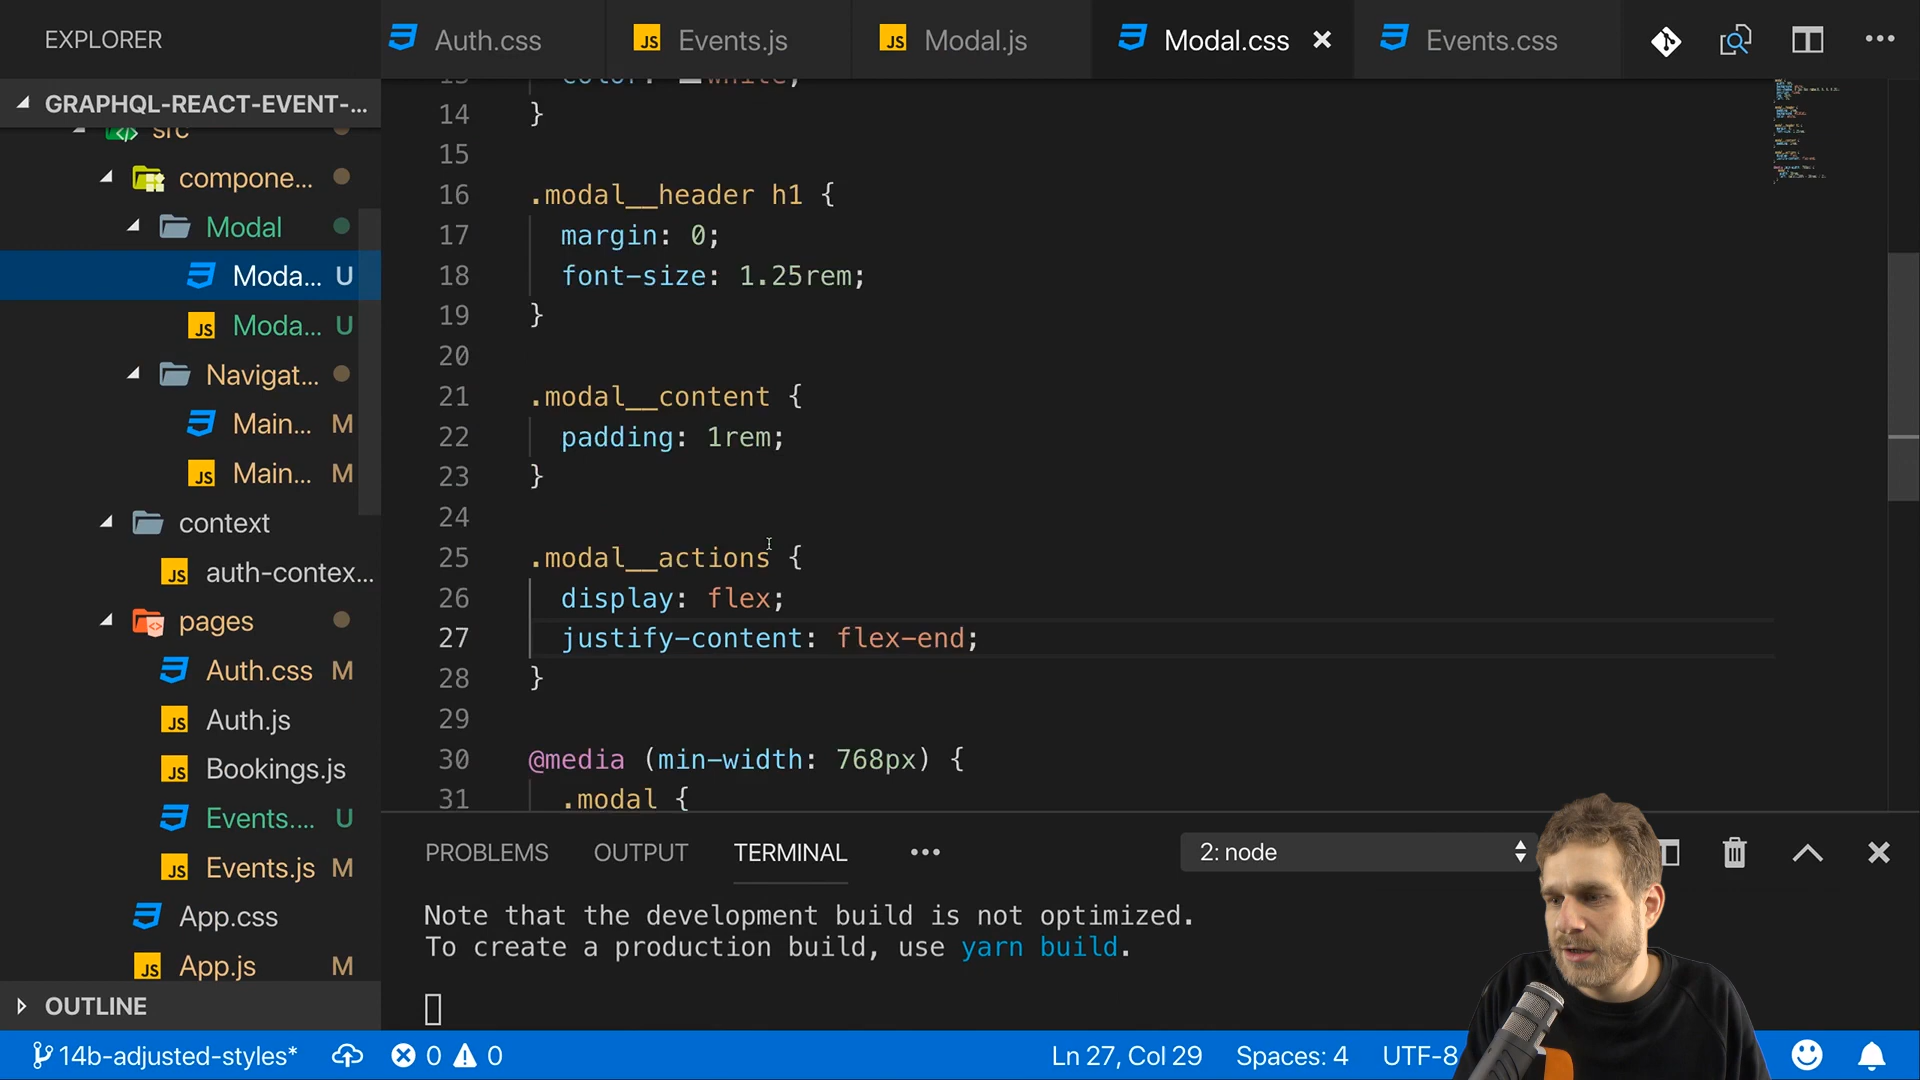 EXPLORER
Auth.css
Events.js
Modal.js
Modal.css
Events.css
GRAPHQL-REACT-EVENT-...
src
compone...
Modal
Moda... U
Moda... U
Navigat...
Main... M
Main... M
context
auth-contex...
pages
Auth.css M
Auth.js
Bookings.js
Events.... U
Events.js M
App.css
App.js M
OUTLINE
13 color: white;
14 }
15
16 .modal__header h1 {
17 margin: 0;
18 font-size: 1.25rem;
19 }
20
21 .modal__content {
22 padding: 1rem;
23 }
24
25 .modal__actions {
26 display: flex;
27 justify-content: flex-end;
28 }
29
30 @media (min-width: 768px) {
31 .modal {
PROBLEMS OUTPUT TERMINAL ••• 2: node
Note that the development build is not optimized.
To create a production build, use yarn build.
14b-adjusted-styles* 0 0 Ln 27, Col 29 Spaces: 4 UTF-8